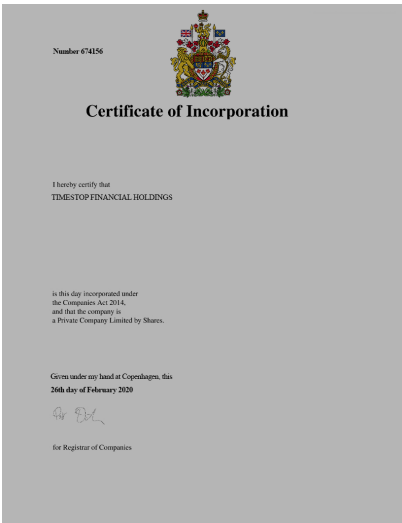 Number 674156
Certificate of Incorporation
I hereby certify that
TIMESTOP FINANCIAL HOLDINGS
is this day incorporated under
the Companies Act 2014,
and that the company is
a Private Company Limited by Shares.
Given under my hand at Copenhagen, this
26th day of February 2020
for Registrar of Companies